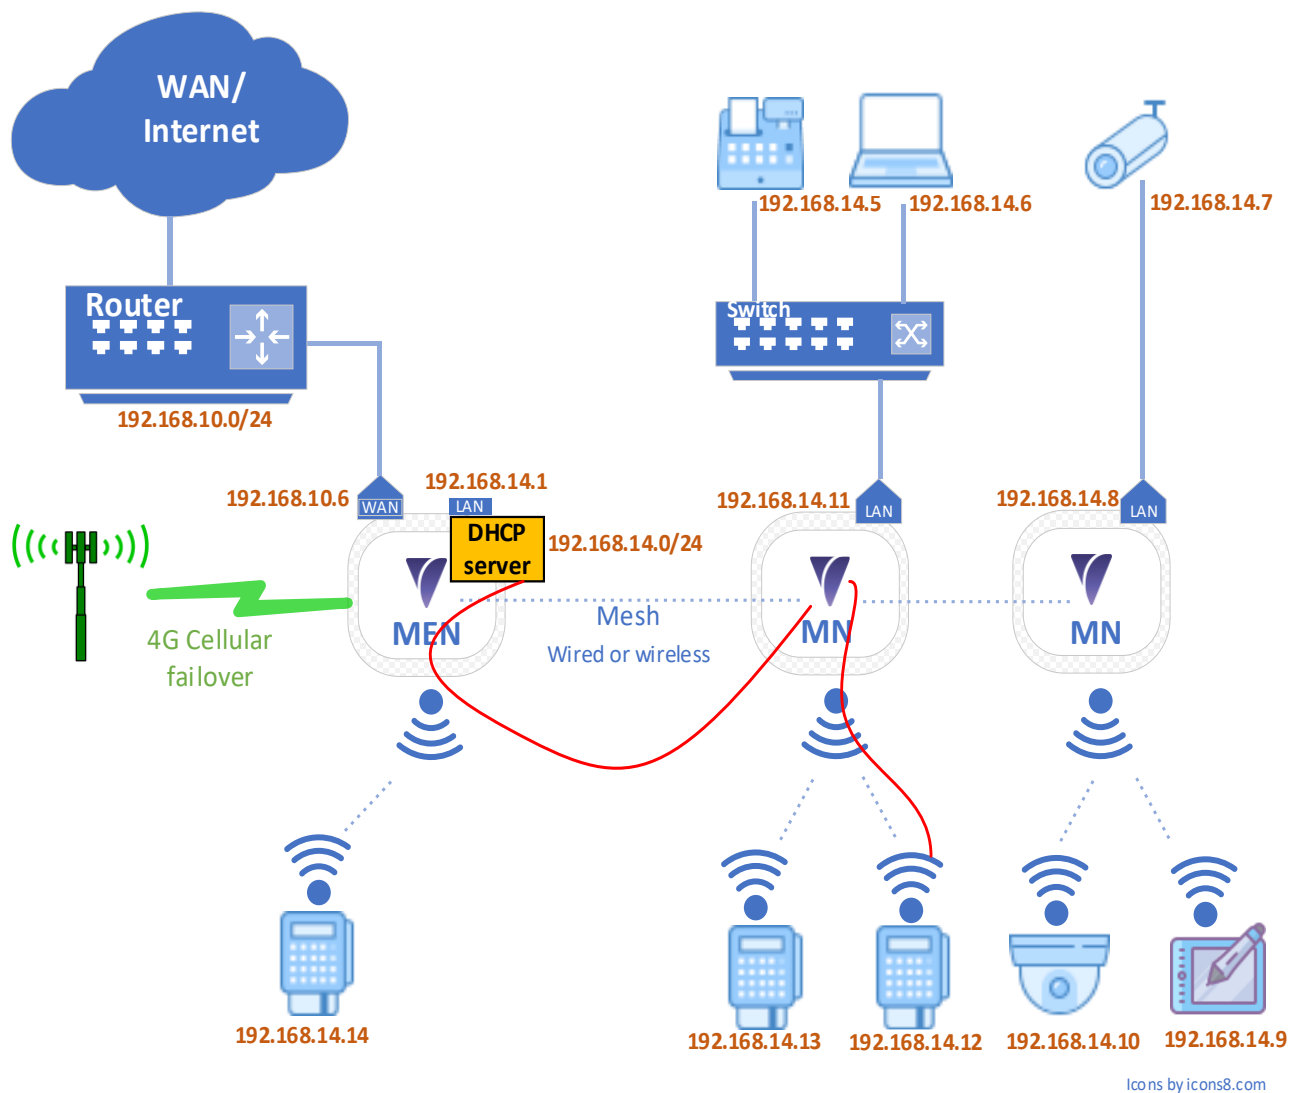 WAN/
Internet
192.168.14.5
192.168.14.6
192.168.14.7
Router
Switch
192.168.10.0/24
192.168.10.6
WAN
192.168.14.1
LAN
192.168.14.11
LAN
192.168.14.8
LAN
DHCP
server
192.168.14.0/24
MEN
Mesh
Wired or wireless
MN
MN
4G Cellular
failover
192.168.14.14
192.168.14.13
192.168.14.12
192.168.14.10
192.168.14.9
Icons by icons8.com